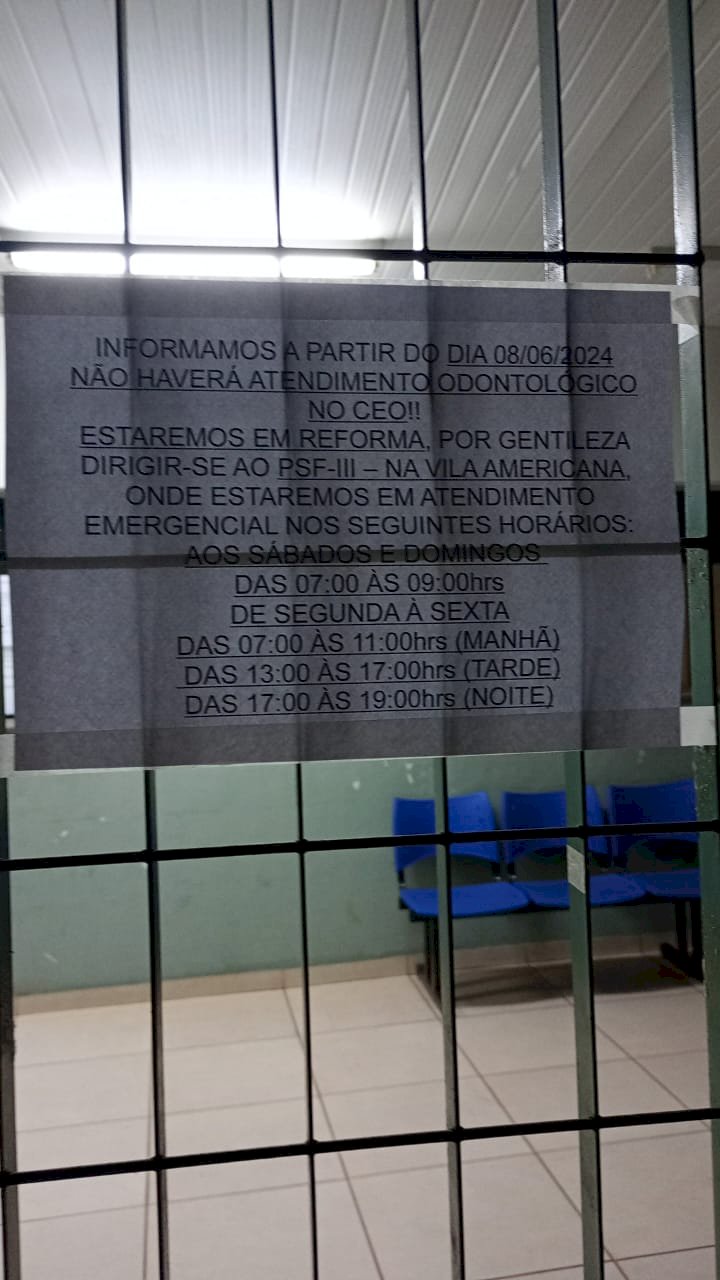 INFORMAMOS A PARTIR DO DIA 08/06/2024
NÃO HAVERÁ ATENDIMENTO ODONTOLÓGICO
NO CEO!!
ESTAREMOS EM REFORMA, POR GENTILEZA
DIRIGIR-SE AO PSF-III – NA VILA AMERICANA,
ONDE ESTAREMOS EM ATENDIMENTO
EMERGENCIAL NOS SEGUINTES HORÁRIOS:
AOS SÁBADOS E DOMINGOS
DAS 07:00 ÀS 09:00hrs
DE SEGUNDA À SEXTA
DAS 07:00 ÀS 11:00hrs (MANHÃ)
DAS 13:00 ÀS 17:00hrs (TARDE)
DAS 17:00 ÀS 19:00hrs (NOITE)